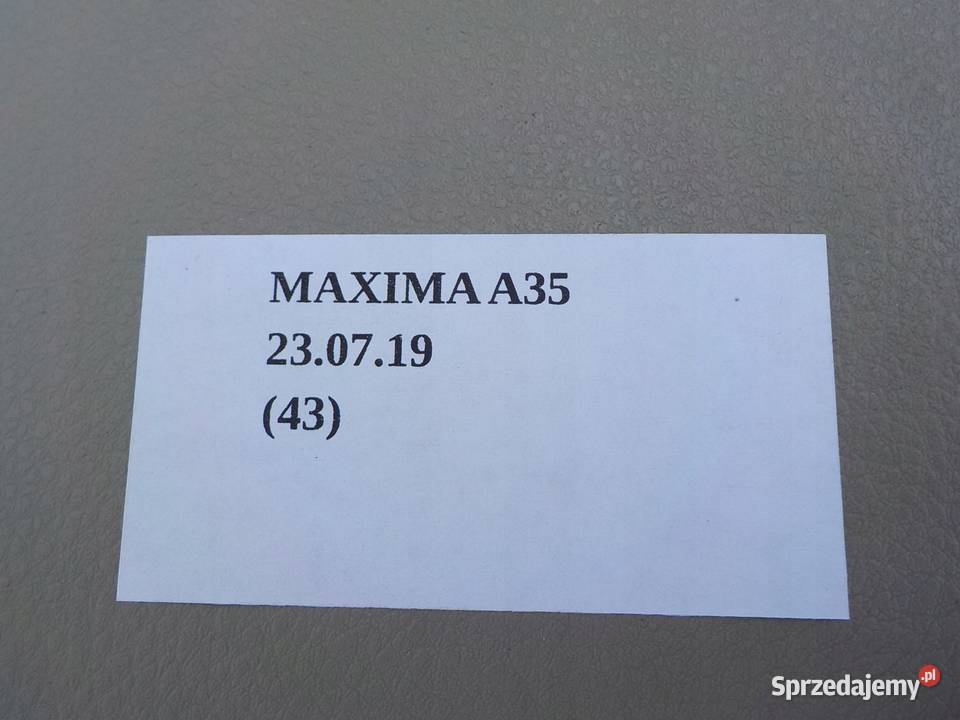 MAXIMA A35
23.07.19
(43)
Sprzedajemy.pl